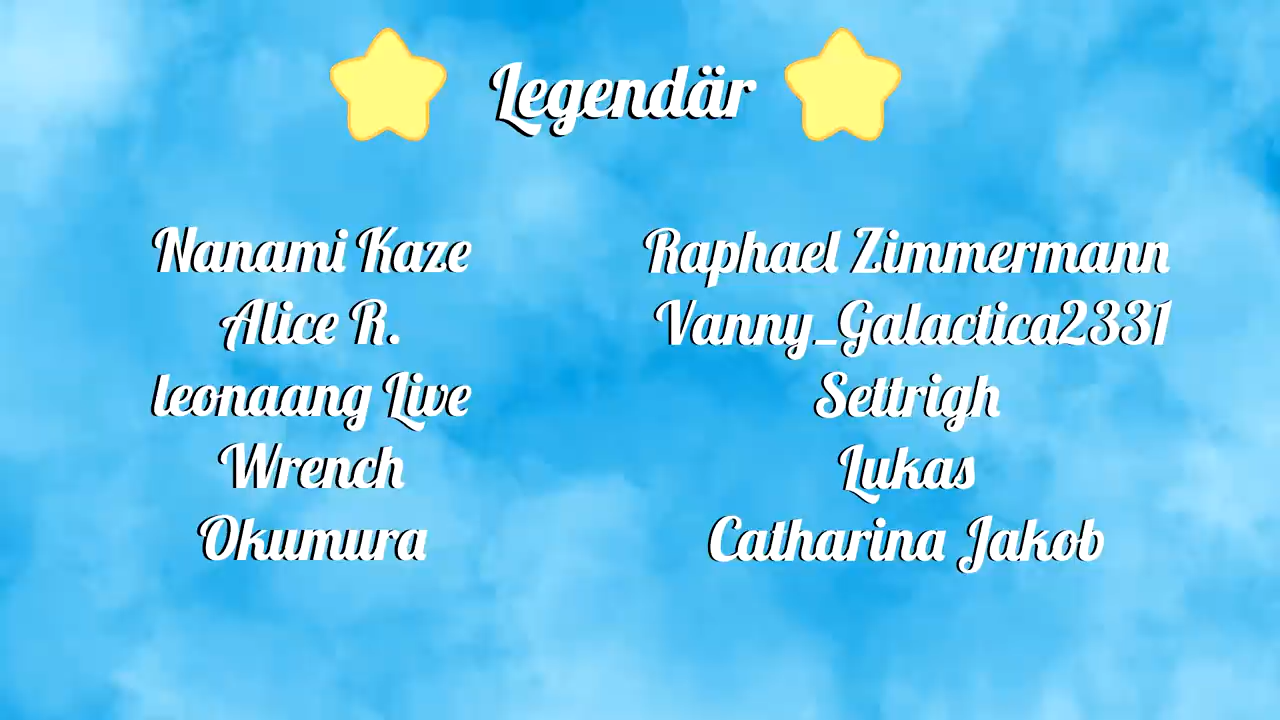 Legendär
Nanami Kaze
Alice R.
leonaang Live
Wrench
Okumura
Raphael Zimmermann
Vanny_Galactica2331
Settrigh
Lukas
Catharina Jakob